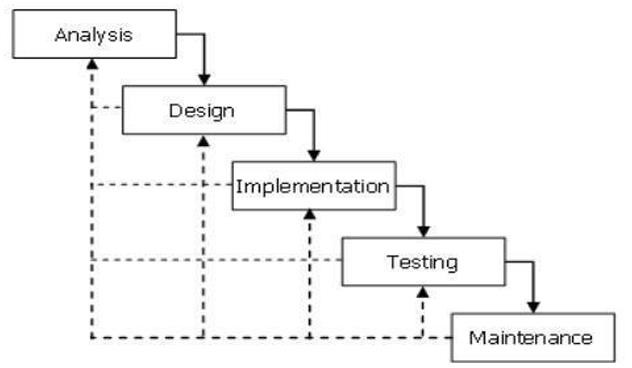 Analysis
Design
Implementation
Testing
Maintenance